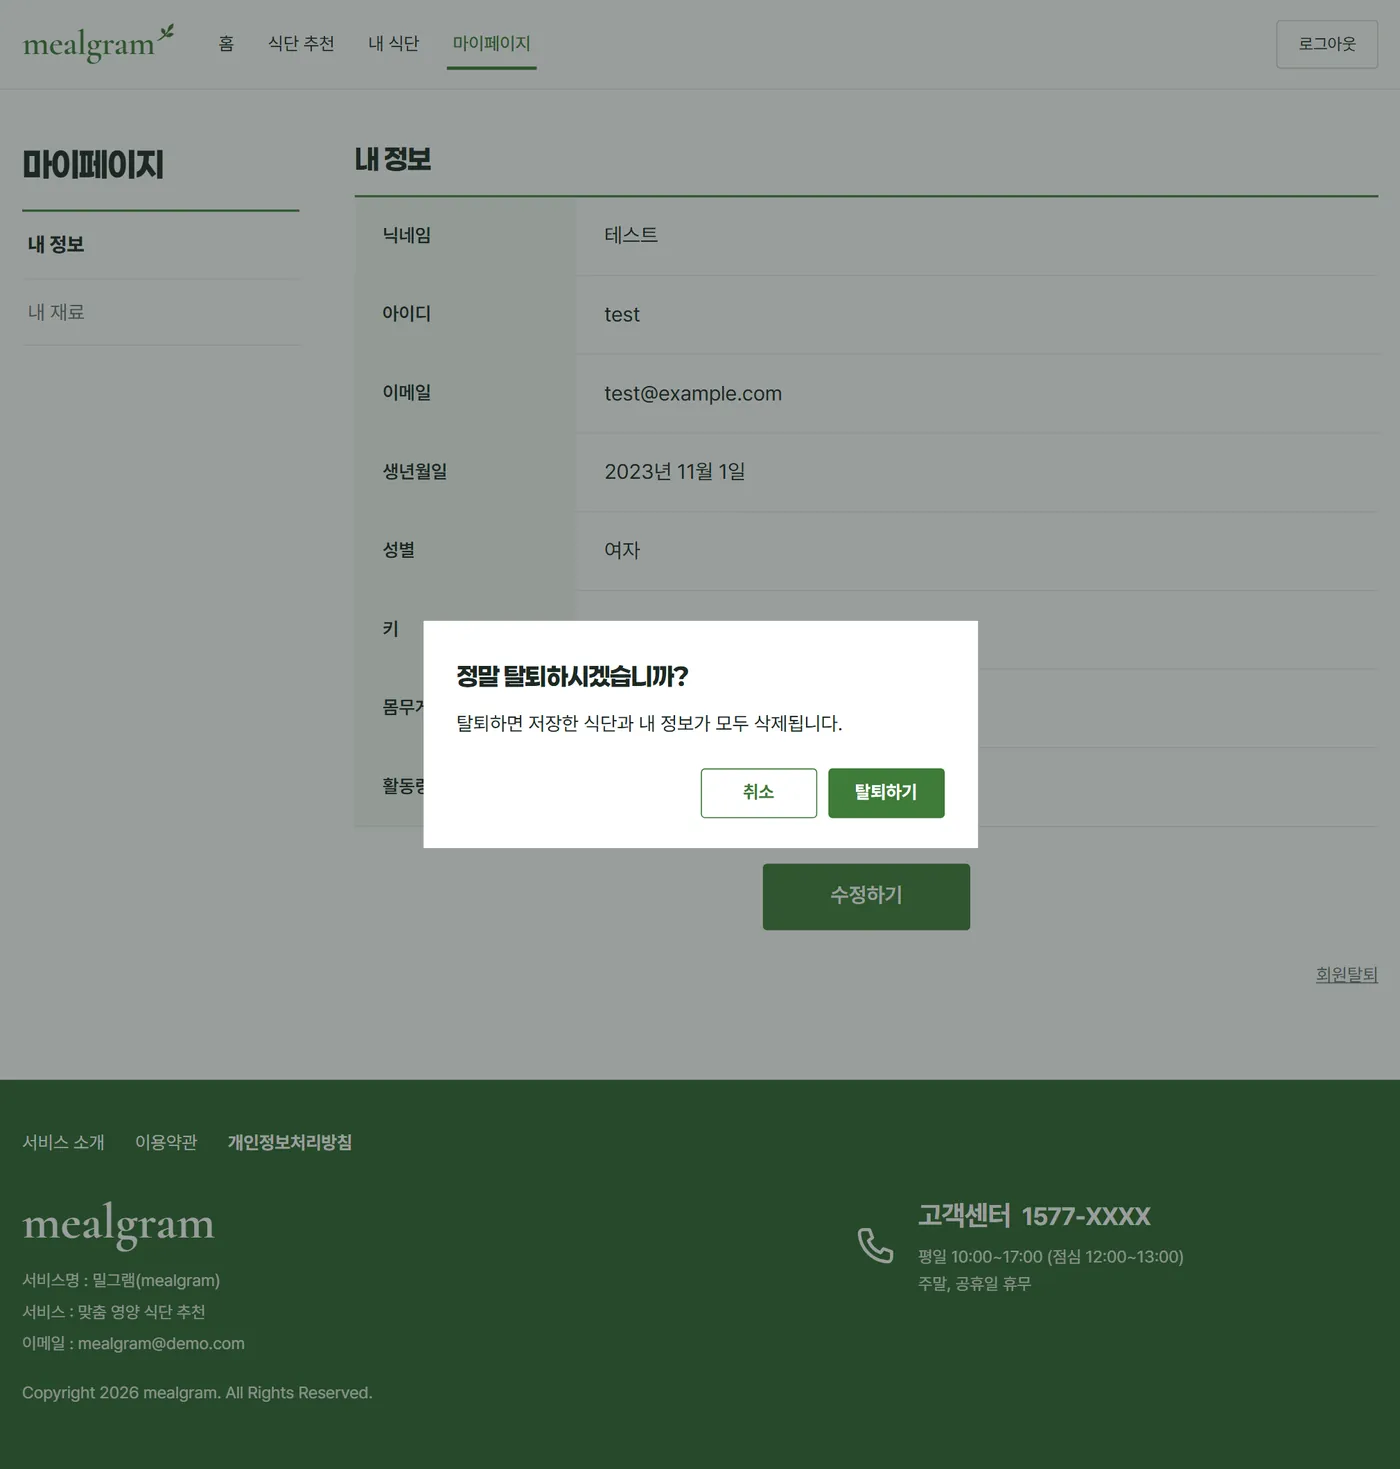 mealgram
홈
식단 추천
내 식단
마이페이지
로그아웃
마이페이지
내 정보
내 재료
내 정보
닉네임 테스트
아이디 test
이메일 test@example.com
생년월일 2023년 11월 1일
성별 여자
키
몸무게
활동량
정말 탈퇴하시겠습니까?
탈퇴하면 저장한 식단과 내 정보가 모두 삭제됩니다.
취소
탈퇴하기
수정하기
회원탈퇴
서비스 소개
이용약관
개인정보처리방침
mealgram
서비스명 : 밀그램(mealgram)
서비스 : 맞춤 영양 식단 추천
이메일 : mealgram@demo.com
Copyright 2026 mealgram. All Rights Reserved.
고객센터 1577-XXXX
평일 10:00~17:00 (점심 12:00~13:00)
주말, 공휴일 휴무